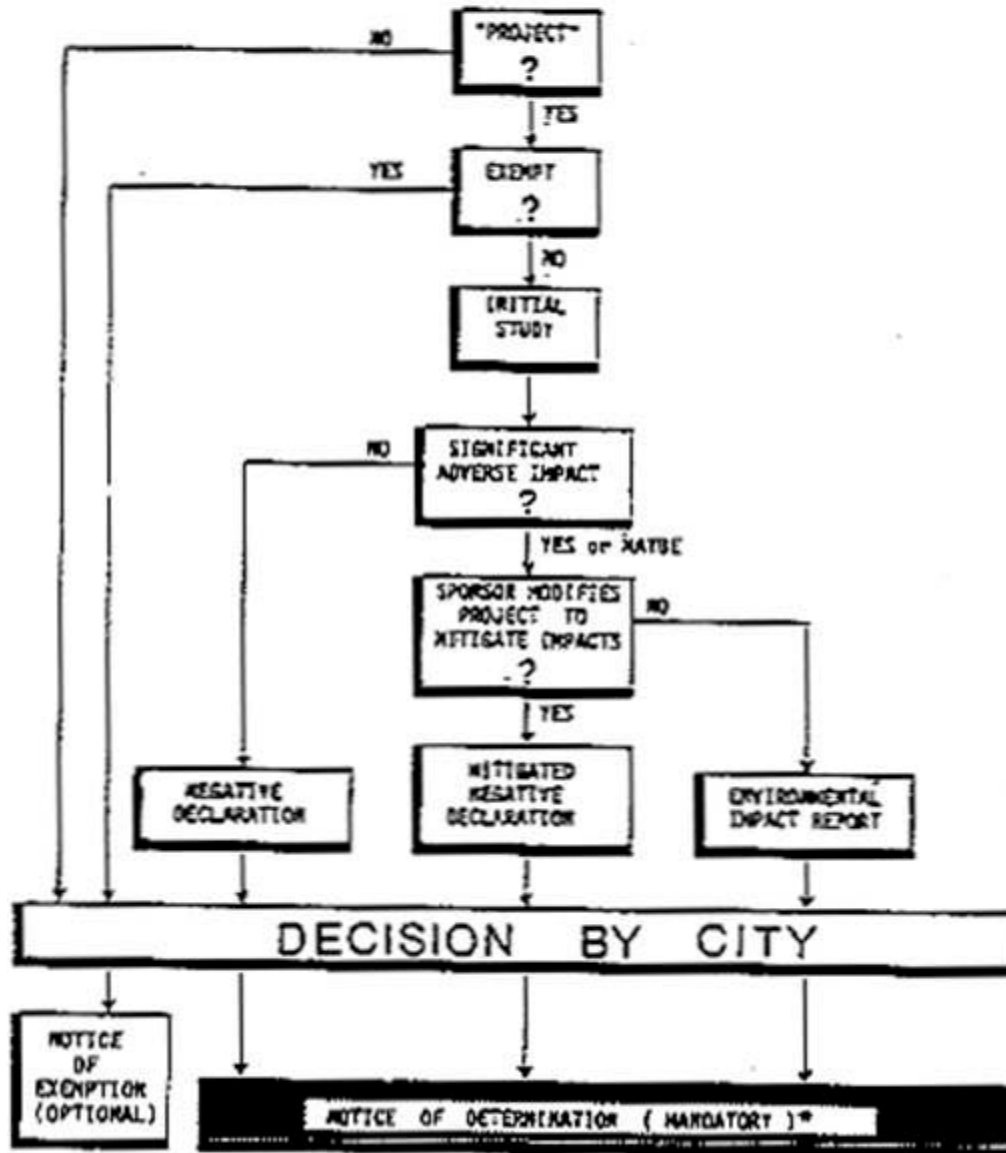 NO
"PROJECT"
?
YES
YES
EXEMPT
?
NO
INITIAL
STUDY
NO
SIGNIFICANT
ADVERSE IMPACT
?
YES or MAYBE
SPONSOR MODIFIES
PROJECT TO
MITIGATE IMPACTS
?
NO
YES
NEGATIVE
DECLARATION
MITIGATED
NEGATIVE
DECLARATION
ENVIRONMENTAL
IMPACT REPORT
DECISION BY CITY
NOTICE
OF
EXEMPTION
(OPTIONAL)
NOTICE OF DETERMINATION ( MANDATORY )*